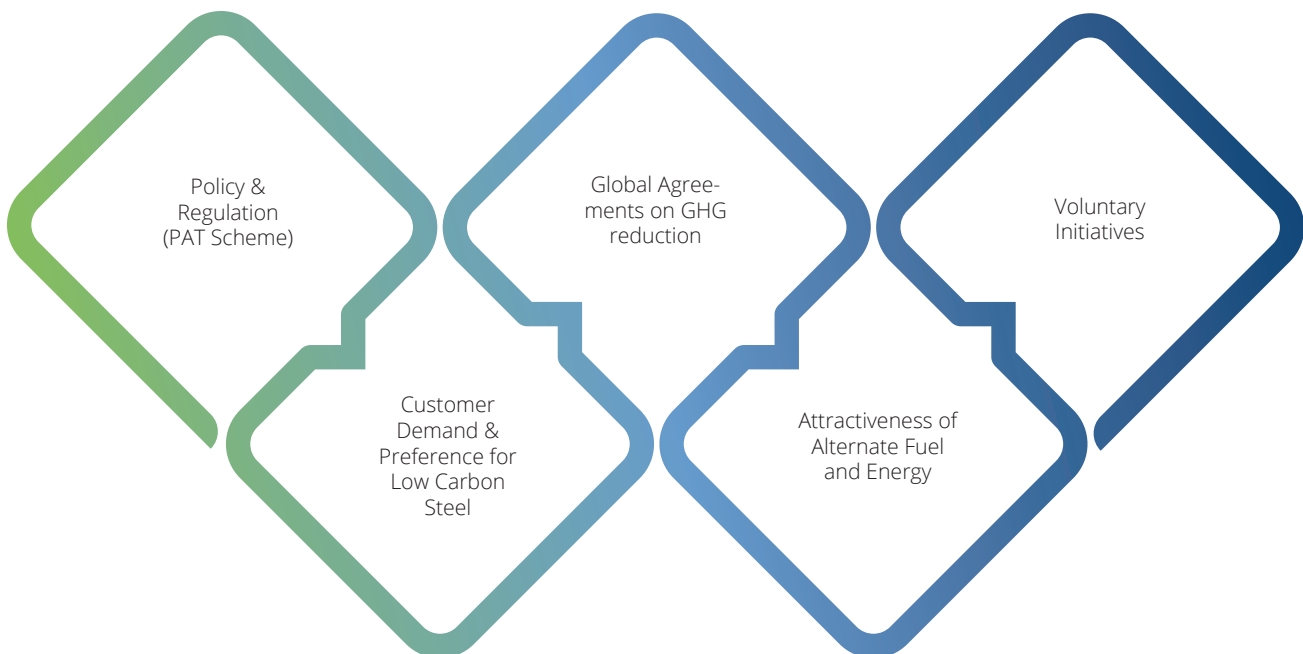 Policy &
Regulation
(PAT Scheme)
Customer
Demand &
Preference for
Low Carbon
Steel
Global Agree-
ments on GHG
reduction
Attractiveness of
Alternate Fuel
and Energy
Voluntary
Initiatives